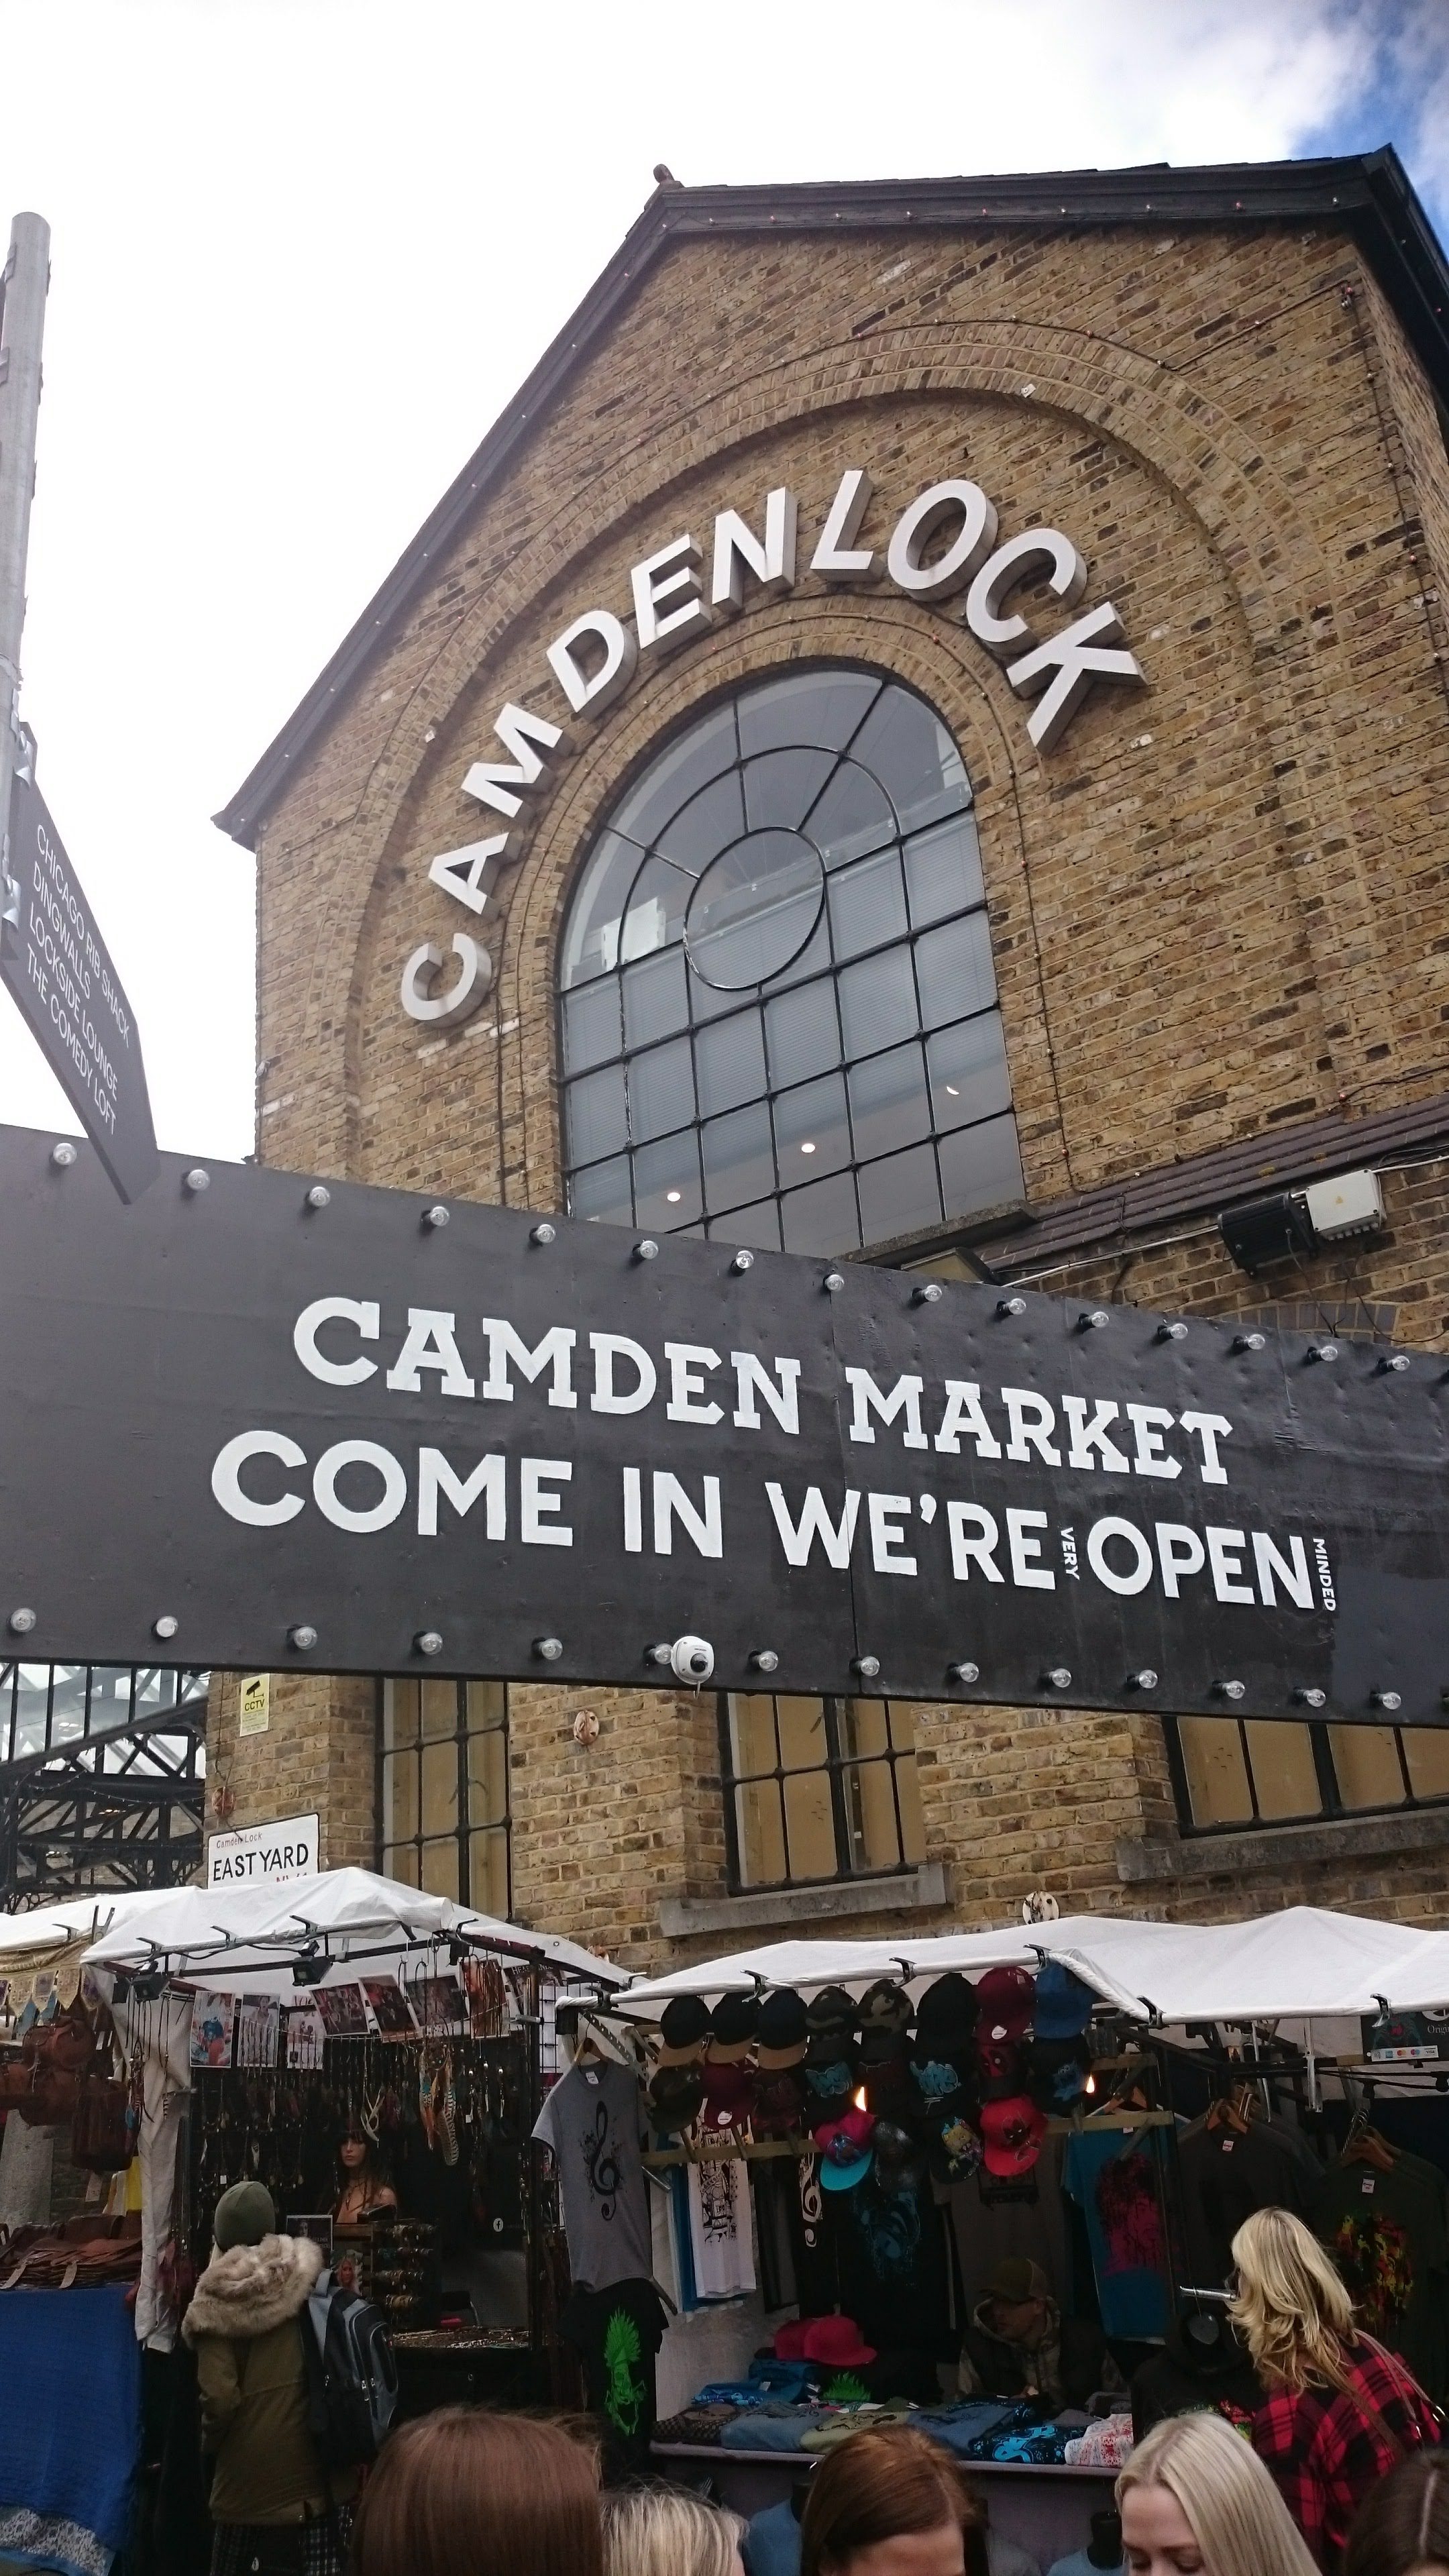 CAMDEN LOCK
CHICAGO RIB SHACK
DINGWALLS
LOCKSIDE LOUNGE
THE COMEDY LOFT
CAMDEN MARKET
COME IN WE'RE VERY OPEN MINDED
CCTV
Camden Lock
EAST YARD